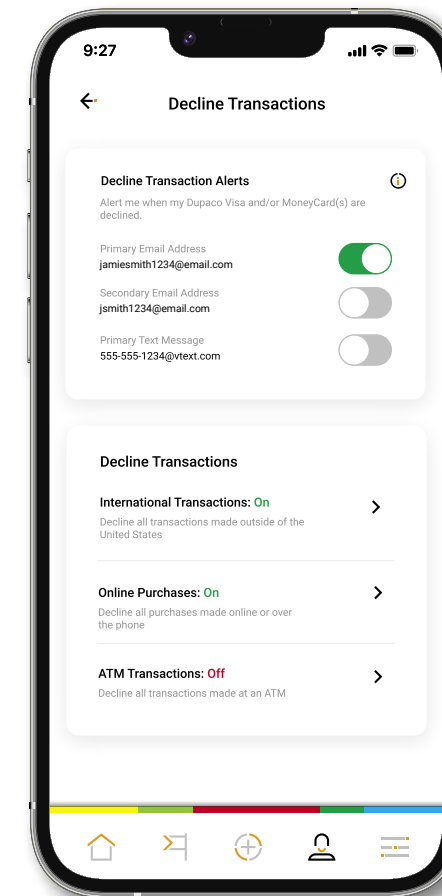 9:27
Decline Transactions
Decline Transaction Alerts
Alert me when my Dupaco Visa and/or MoneyCard(s) are
declined.
Primary Email Address
jamiesmith1234@email.com
Secondary Email Address
jsmith1234@email.com
Primary Text Message
555-555-1234@vtext.com
Decline Transactions
International Transactions: On
Decline all transactions made outside of the
United States
Online Purchases: On
Decline all purchases made online or over
the phone
ATM Transactions: Off
Decline all transactions made at an ATM